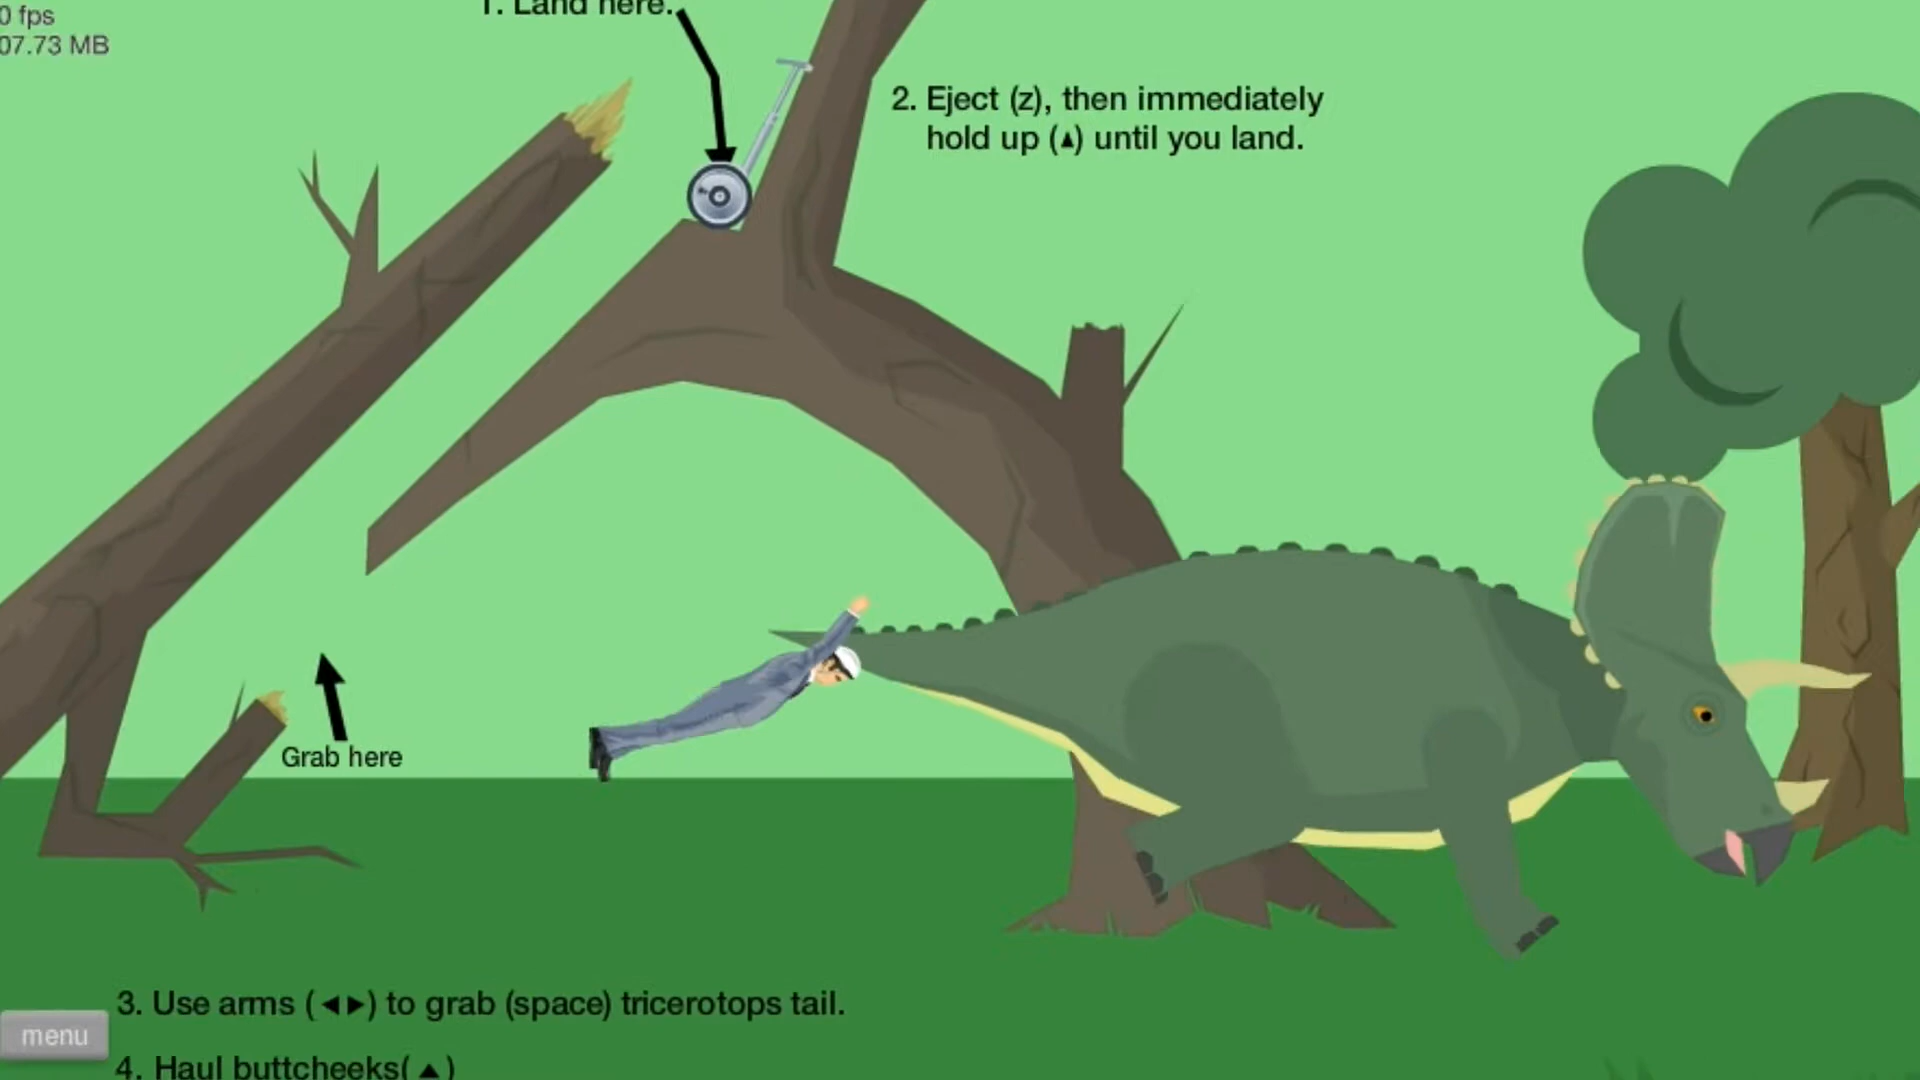 0 fps
07.73 MB
1. Land here.
2. Eject (z), then immediately
hold up (▲) until you land.
Grab here
3. Use arms (◄►) to grab (space) tricerotops tail.
menu
4. Haul buttcheeks(▲)